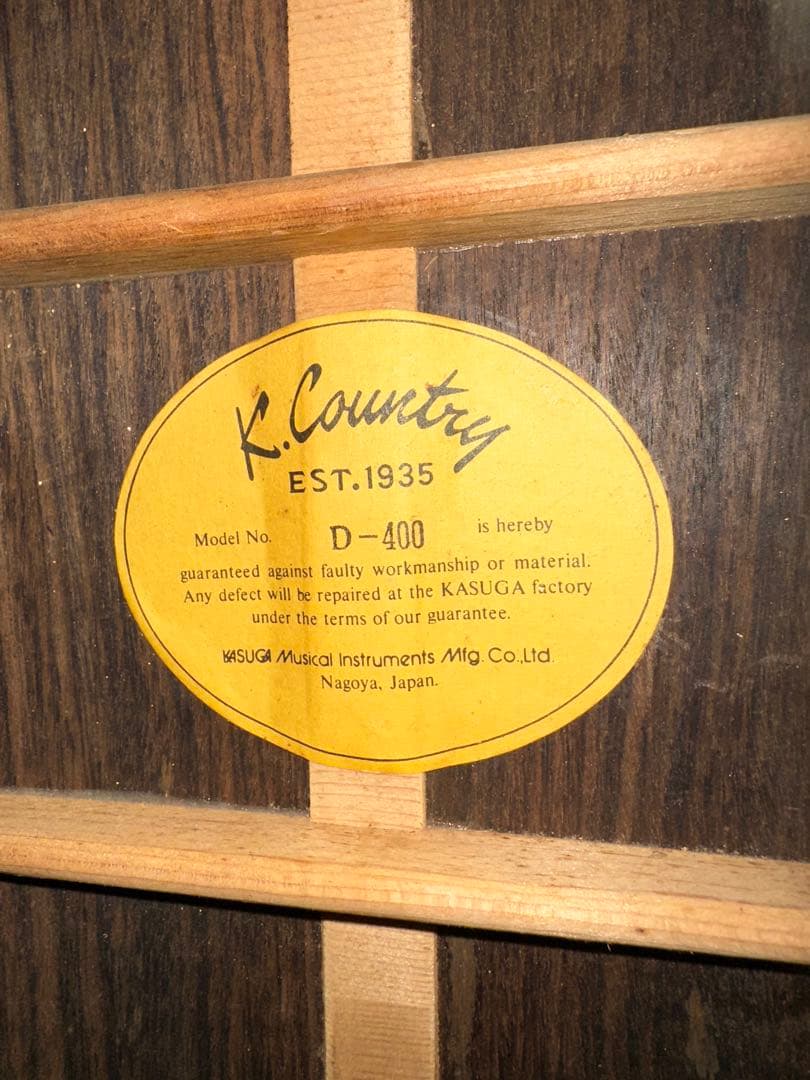 K. Country
EST. 1935
Model No. D-400 is hereby
guaranteed against faulty workmanship or material.
Any defect will be repaired at the KASUGA factory
under the terms of our guarantee.
KASUGA Musical Instruments Mfg. Co., Ltd.
Nagoya, Japan.